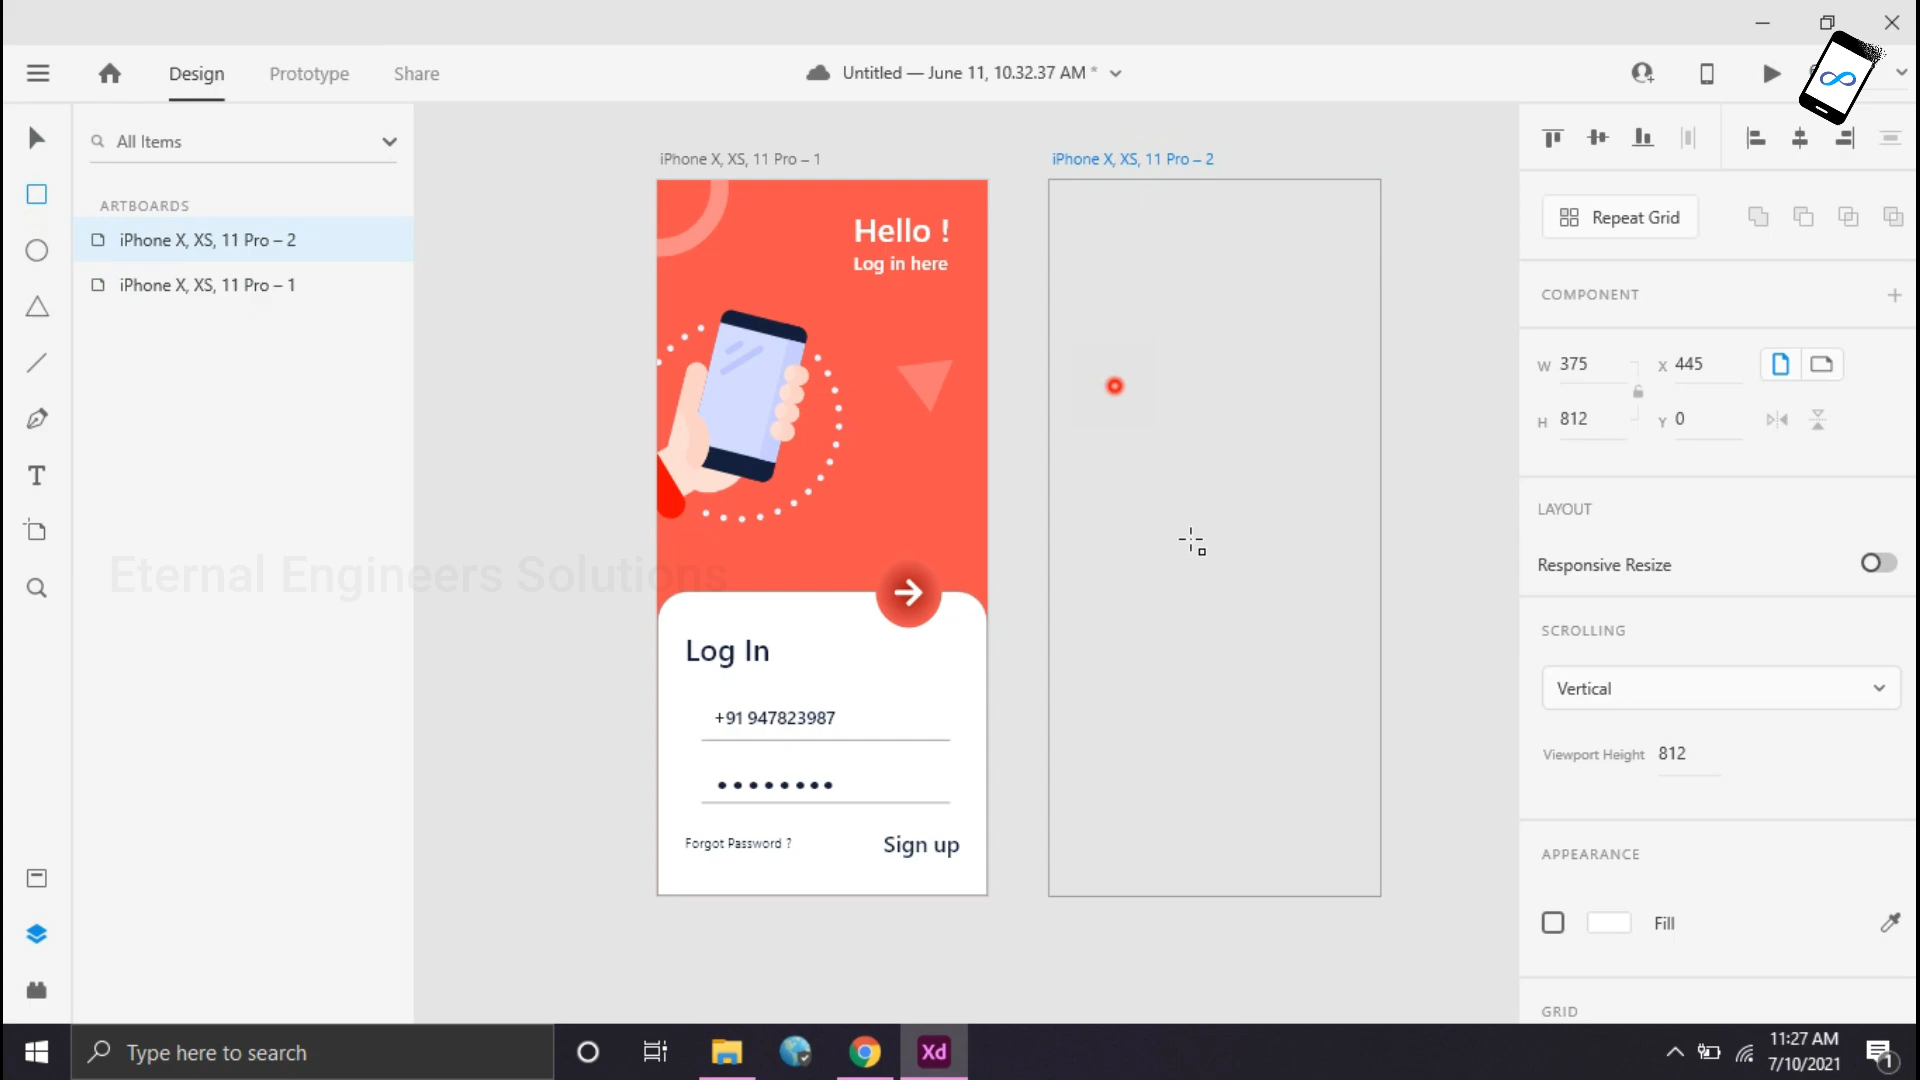 Design
Prototype
Share
Untitled — June 11, 10.32.37 AM *
All Items
ARTBOARDS
iPhone X, XS, 11 Pro – 2
iPhone X, XS, 11 Pro – 1
iPhone X, XS, 11 Pro – 1
iPhone X, XS, 11 Pro – 2
Hello !
Log in here
Eternal Engineers Solutions
Log In
+91 947823987
Forgot Password ?
Sign up
Repeat Grid
COMPONENT
W 375
X 445
H 812
Y 0
LAYOUT
Responsive Resize
SCROLLING
Vertical
Viewport Height 812
APPEARANCE
Fill
GRID
Type here to search
Xd
11:27 AM
7/10/2021
1